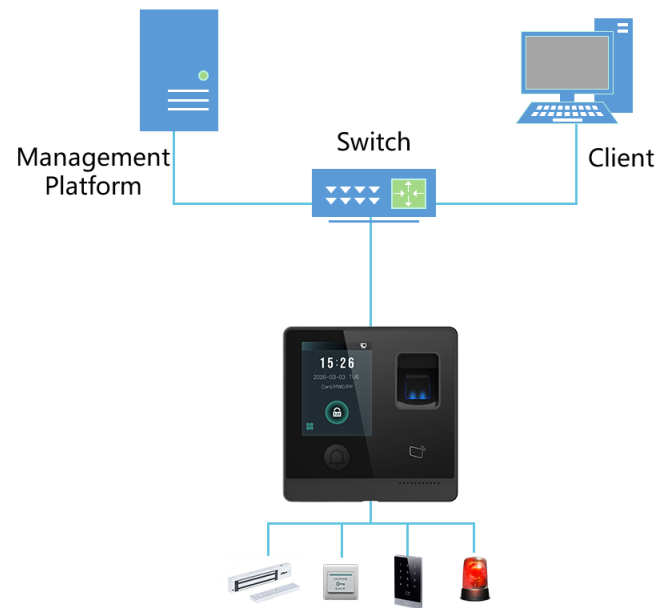 Management
Platform
Switch
Client
15:26
2020-03-03 TUE
Card/PWD/FP